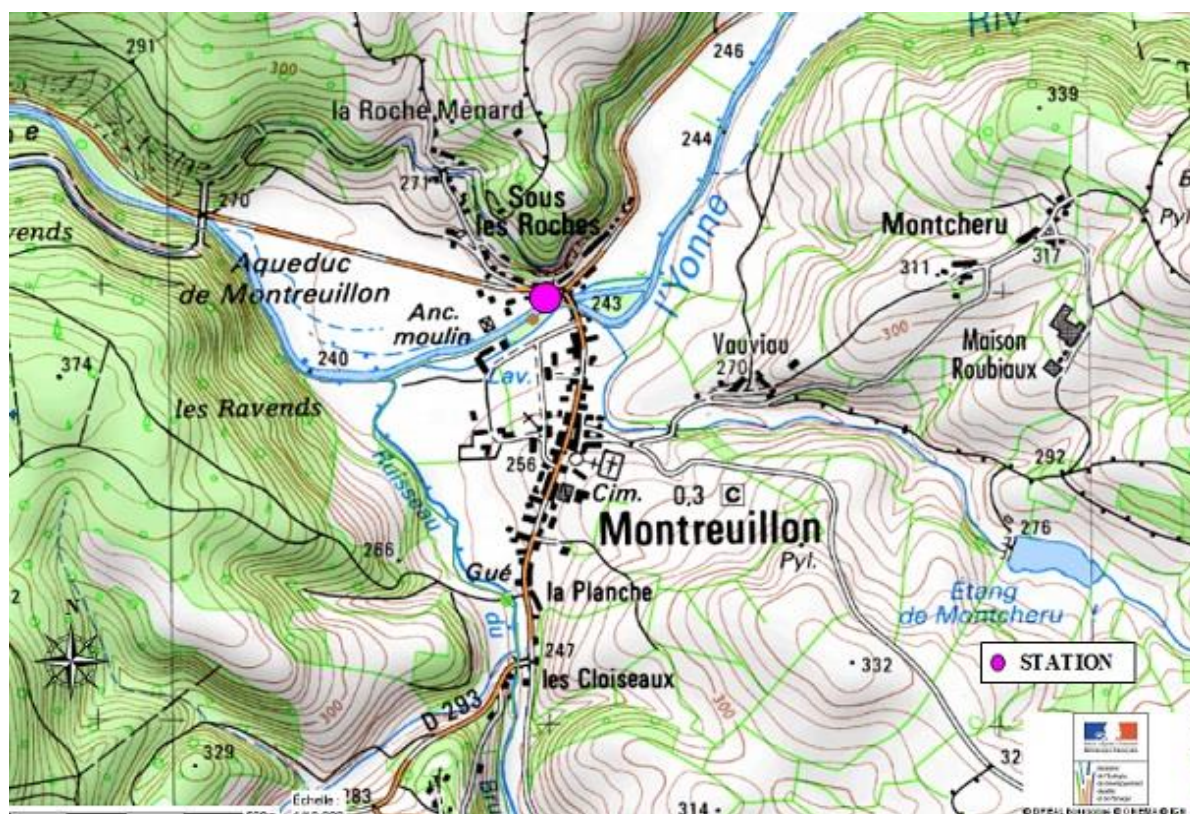 Riv.
291
300
246
339
la Roche Ménard
244
271
Sous
les Roches
l'Yonne
270
Montcheru
Pyl.
311
317
Aqueduc
de Montreuillon
Anc.
moulin
243
300
Maison
Roubiaux
Vauviau
270
240
Lav.
374
les Ravends
Ruisseau
du
256
Cim.
0,3 C
292
Montreuillon
276
Pyl.
266
Gué
la Planche
Étang
de Montcheru
N
247
les Cloiseaux
332
STATION
D 293
300
300
329
314
Echelle :